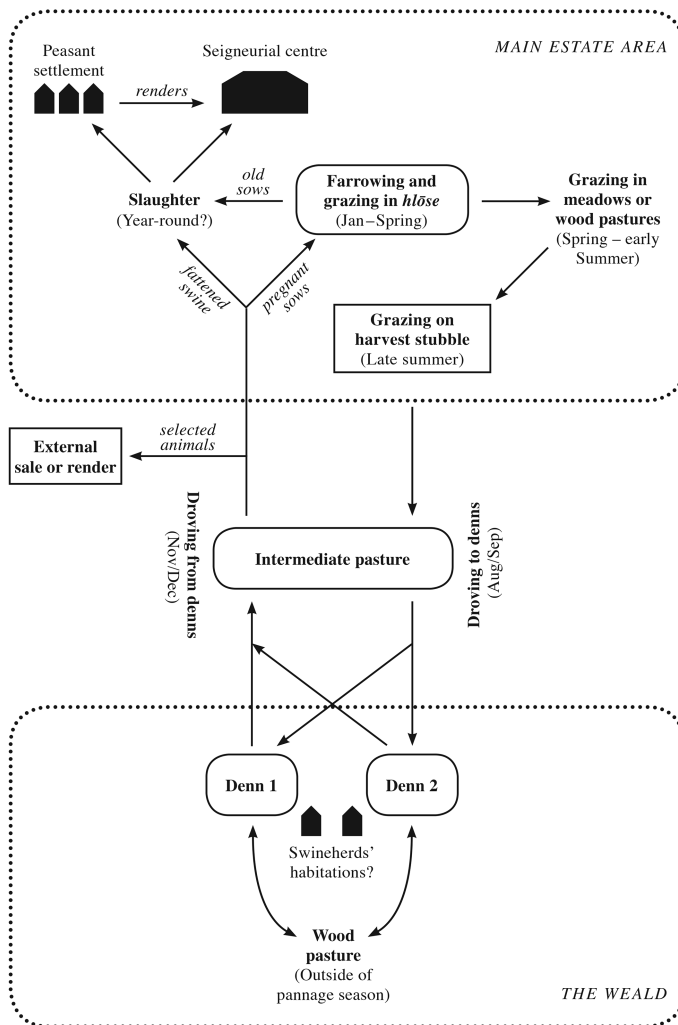 MAIN ESTATE AREA
Peasant
settlement
Seigneurial centre
renders
Slaughter
(Year-round?)
old
sows
Farrowing and
grazing in hlōse
(Jan–Spring)
Grazing in
meadows or
wood pastures
(Spring – early
Summer)
fattened
swine
pregnant
sows
Grazing on
harvest stubble
(Late summer)
External
sale or render
selected
animals
Droving from denns
(Nov/Dec)
Intermediate pasture
Droving to denns
(Aug/Sep)
Denn 1
Denn 2
Swineherds'
habitations?
Wood
pasture
(Outside of
pannage season)
THE WEALD